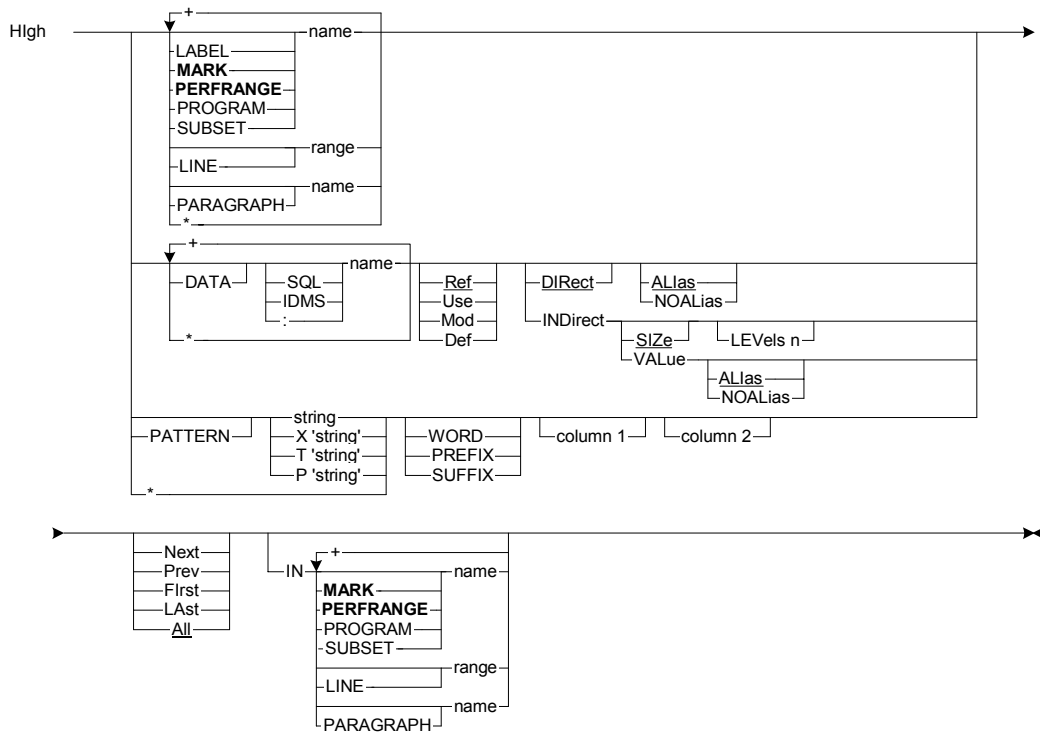 +
HIgh name
LABEL
MARK
PERFRANGE
PROGRAM
SUBSET
range
LINE
name
PARAGRAPH
*
+
name
DATA SQL Ref DIRect ALIas
IDMS Use NOALias
: Mod INDirect
* Def SIZe LEVels n
VALue
ALIas
NOALias
string
PATTERN X 'string' WORD column 1 column 2
T 'string' PREFIX
P 'string' SUFFIX
*
Next + 
Prev IN name
FIrst MARK
LAst PERFRANGE
All PROGRAM
SUBSET
range
LINE
name
PARAGRAPH